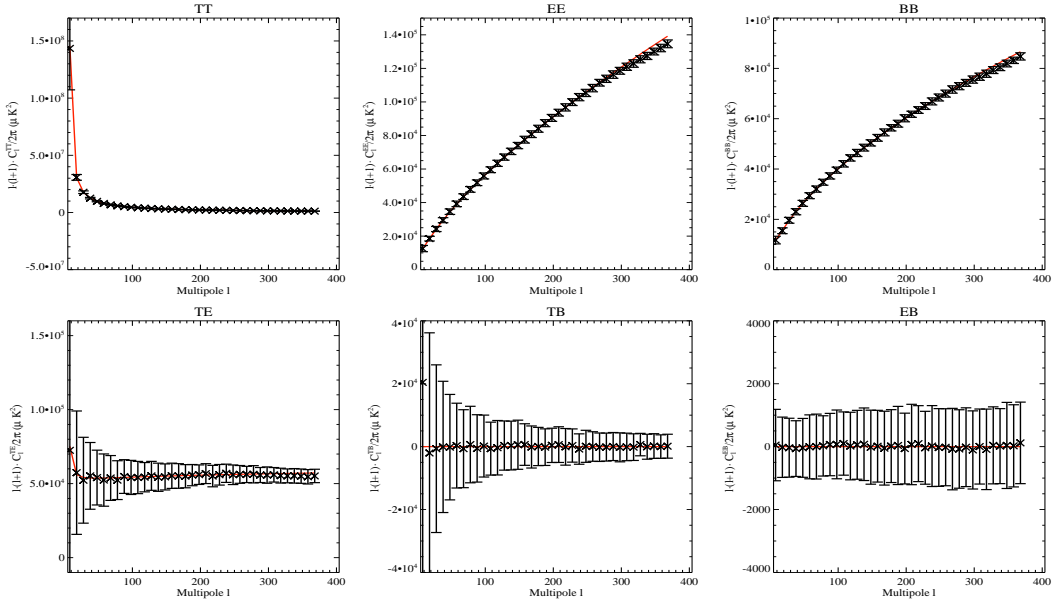 TT
1.5•10⁸
1.0•10⁸
5.0•10⁷
0
-5.0•10⁷
l·(l+1)· C_l^TT/2π (μ K²)
100 200 300 400
Multipole l
EE
1.4•10⁵
1.2•10⁵
1.0•10⁵
8.0•10⁴
6.0•10⁴
4.0•10⁴
2.0•10⁴
0
l·(l+1)· C_l^EE/2π (μ K²)
100 200 300 400
Multipole l
BB
1•10⁵
8•10⁴
6•10⁴
4•10⁴
2•10⁴
0
l·(l+1)· C_l^BB/2π (μ K²)
100 200 300 400
Multipole l
TE
1.5•10⁵
1.0•10⁵
5.0•10⁴
0
l·(l+1)· C_l^TE/2π (μ K²)
100 200 300 400
Multipole l
TB
4•10⁴
2•10⁴
0
-2•10⁴
-4•10⁴
l·(l+1)· C_l^TB/2π (μ K²)
100 200 300 400
Multipole l
EB
4000
2000
0
-2000
-4000
l·(l+1)· C_l^EB/2π (μ K²)
100 200 300 400
Multipole l